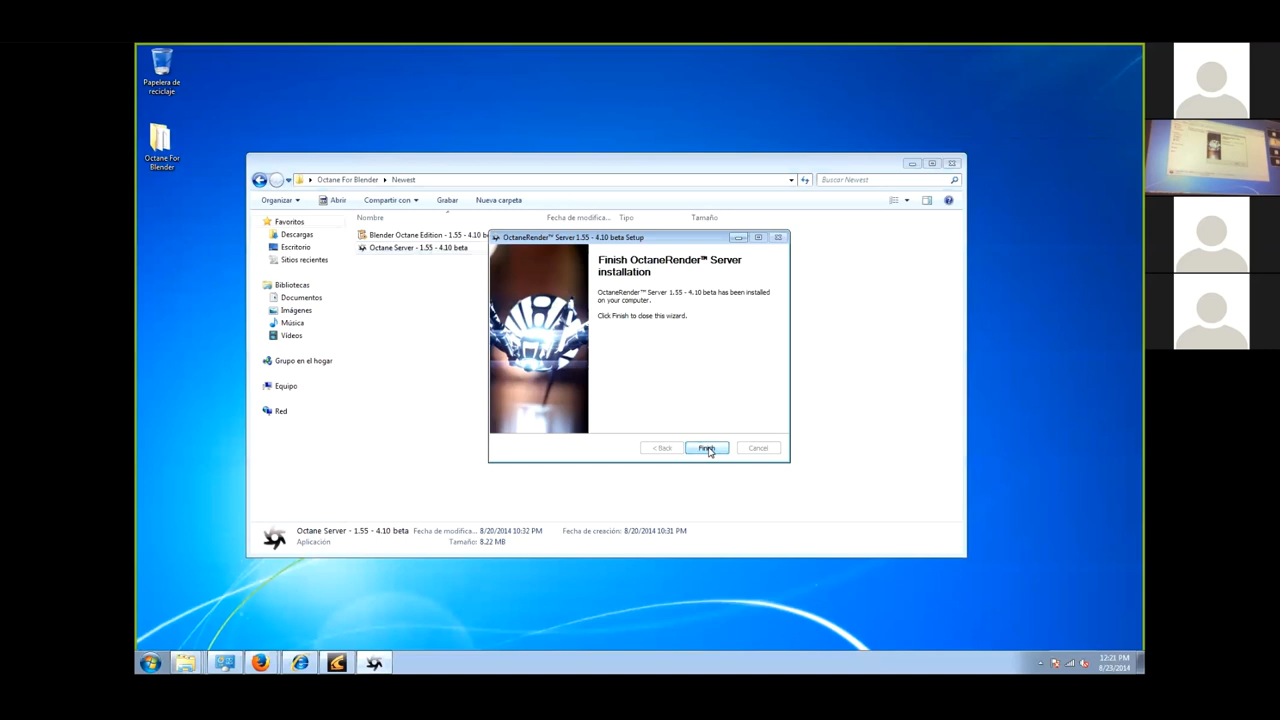 Papelera de
reciclaje
Octane For
Blender
Octane For Blender
Newest
Buscar Newest
Organizar
Abrir
Compartir con
Grabar
Nueva carpeta
Favoritos
Descargas
Escritorio
Sitios recientes
Bibliotecas
Documentos
Imágenes
Música
Vídeos
Grupo en el hogar
Equipo
Red
Nombre
Fecha de modifica...
Tipo
Tamaño
Blender Octane Edition - 1.55 - 4.10 be
Octane Server - 1.55 - 4.10 beta
OctaneRender™ Server 1.55 - 4.10 beta Setup
Finish OctaneRender™ Server
installation
OctaneRender™ Server 1.55 - 4.10 beta has been installed
on your computer.
Click Finish to close this wizard.
< Back
Finish
Cancel
Octane Server - 1.55 - 4.10 beta
Fecha de modifica... 8/20/2014 10:32 PM
Fecha de creación: 8/20/2014 10:31 PM
Aplicación
Tamaño: 8.22 MB
12:21 PM
8/23/2014